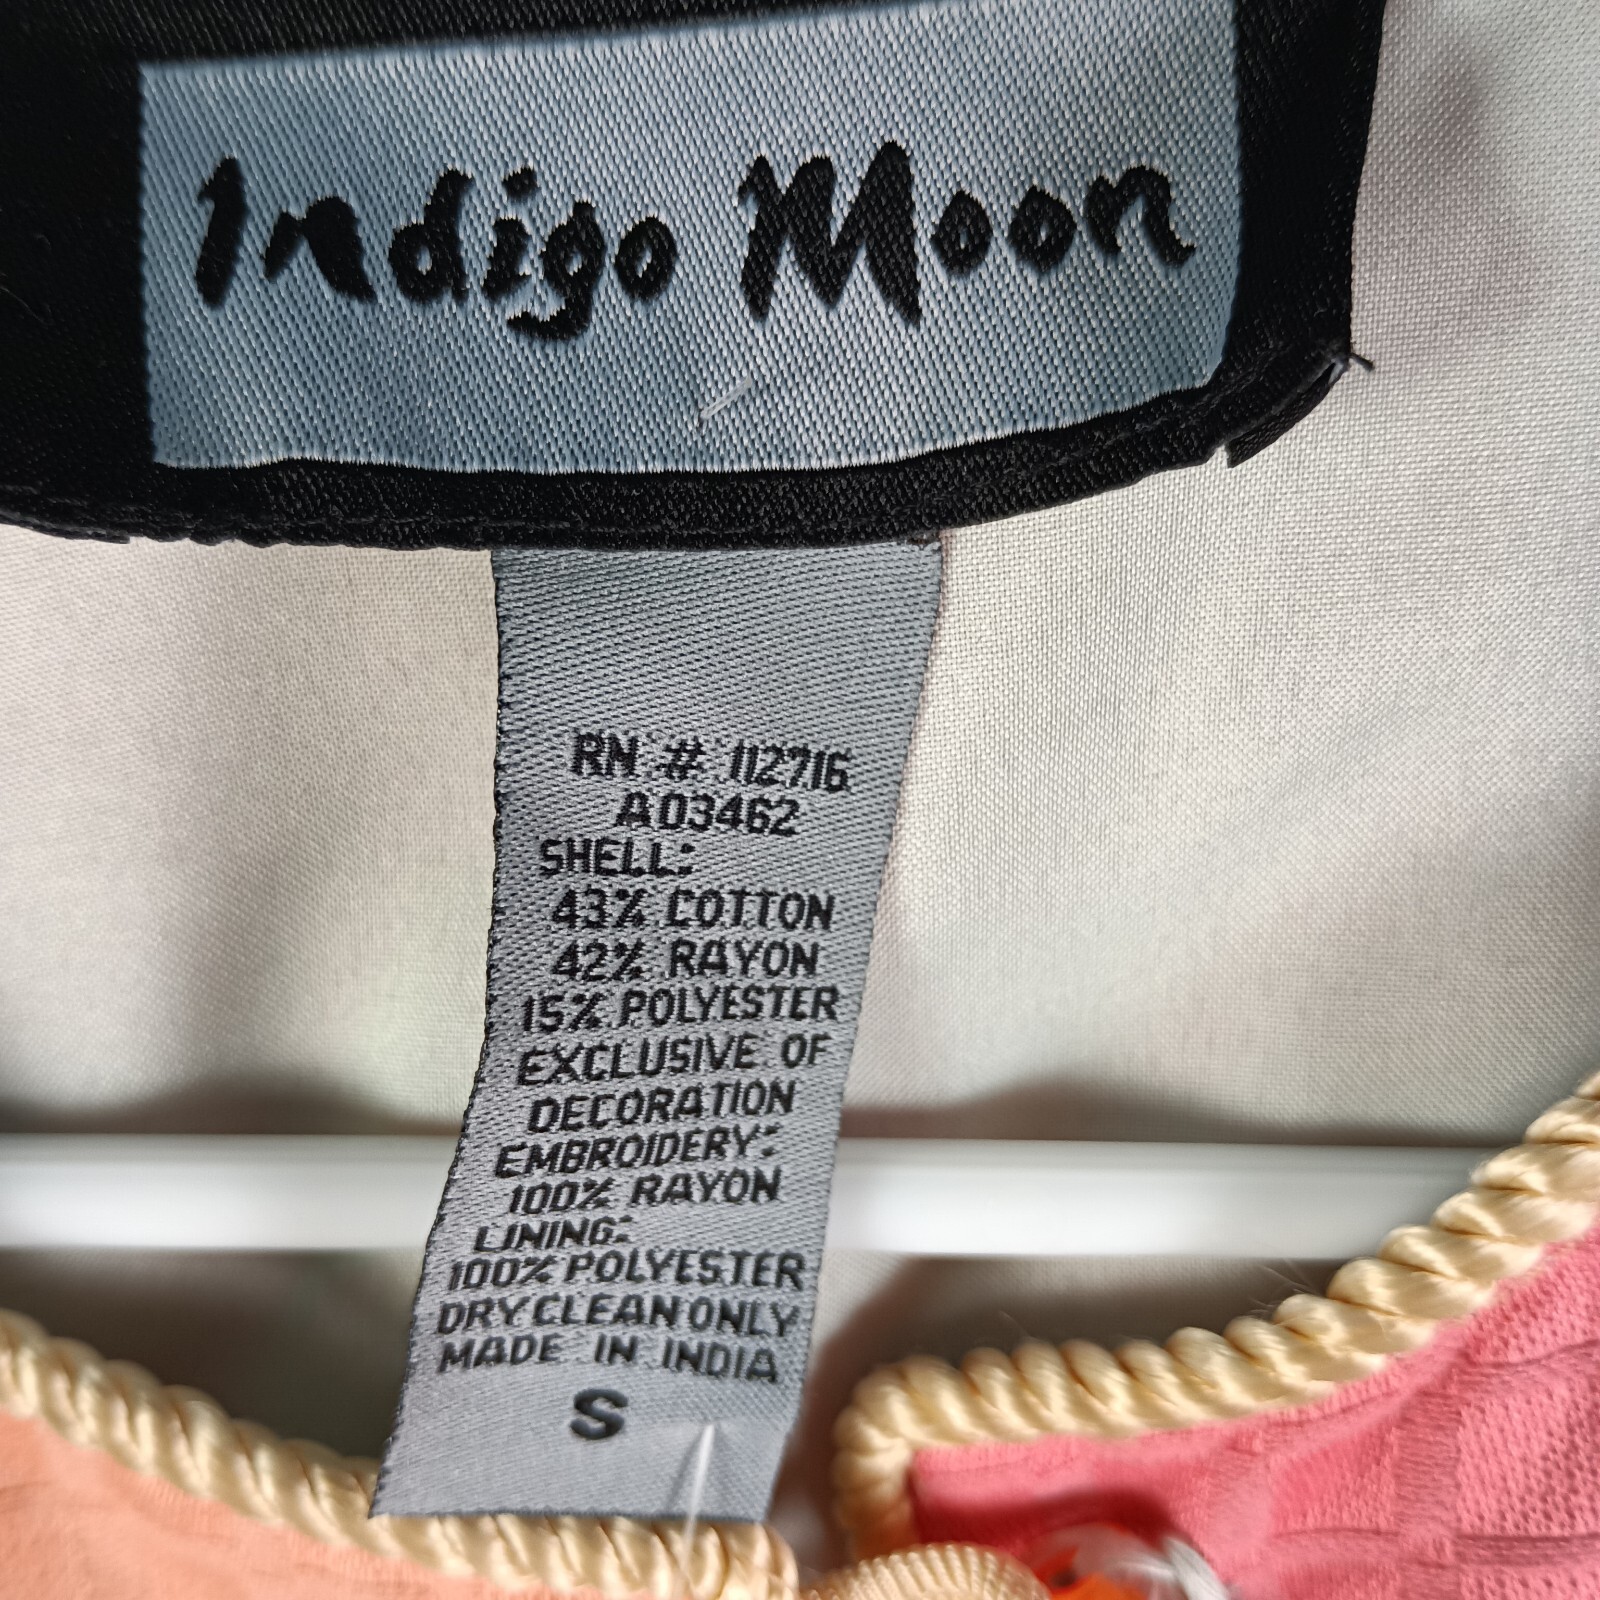 Indigo Moon
RN # 112716
A03462
SHELL:
43% COTTON
42% RAYON
15% POLYESTER
EXCLUSIVE OF
DECORATION
EMBROIDERY:
100% RAYON
LINING:
100% POLYESTER
DRY CLEAN ONLY
MADE IN INDIA
S